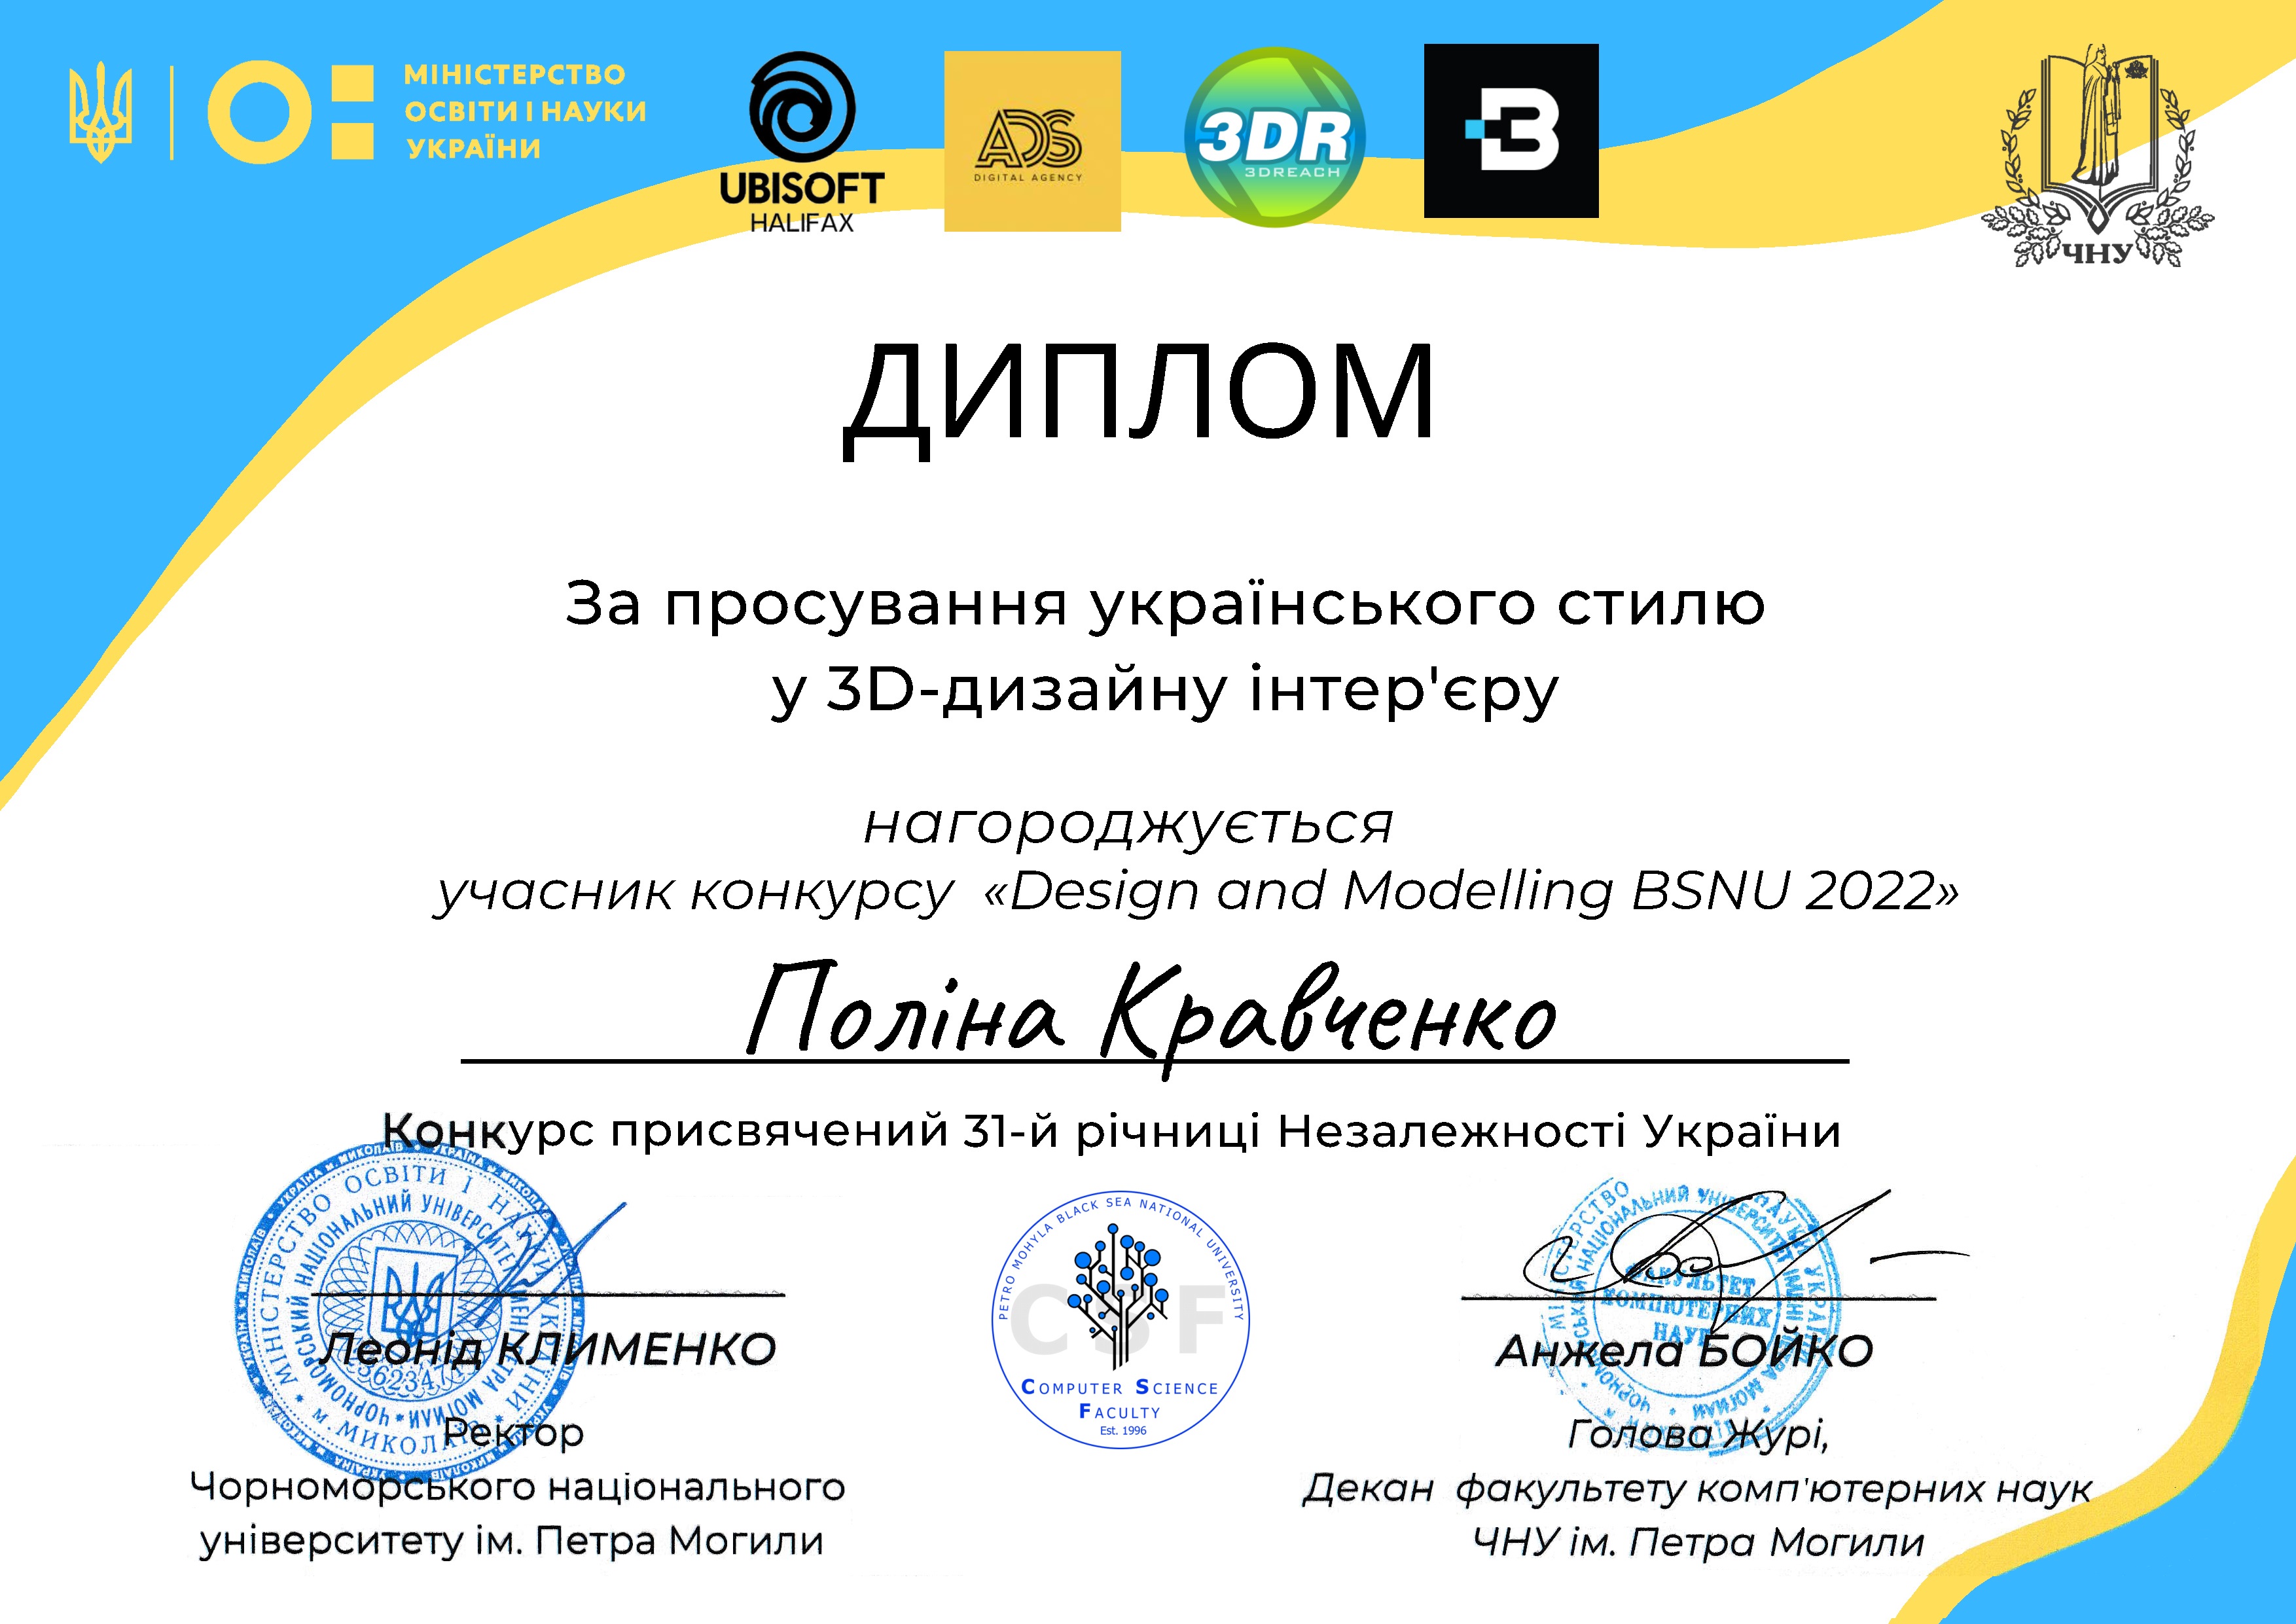 МІНІСТЕРСТВО
ОСВІТИ І НАУКИ
УКРАЇНИ
UBISOFT
HALIFAX
ADS
DIGITAL AGENCY
3DR
3DREACH
B
ЧНУ
ДИПЛОМ
За просування українського стилю
у 3D-дизайну інтер'єру
нагороджується
учасник конкурсу «Design and Modelling BSNU 2022»
Поліна Кравченко
Конкурс присвячений 31-й річниці Незалежності України
МІНІСТЕРСТВО ОСВІТИ І НАУКИ УКРАЇНИ
ЧОРНОМОРСЬКИЙ НАЦІОНАЛЬНИЙ УНІВЕРСИТЕТ ІМЕНІ ПЕТРА МОГИЛИ
м. МИКОЛАЇВ
Леонід КЛИМЕНКО
Ректор
Чорноморського національного
університету ім. Петра Могили
PETRO MOHYLA BLACK SEA NATIONAL UNIVERSITY
CSF
COMPUTER SCIENCE
FACULTY
Est. 1996
ФАКУЛЬТЕТ
КОМП'ЮТЕРНИХ
НАУК
Анжела БОЙКО
Голова Журі,
Декан факультету комп'ютерних наук
ЧНУ ім. Петра Могили